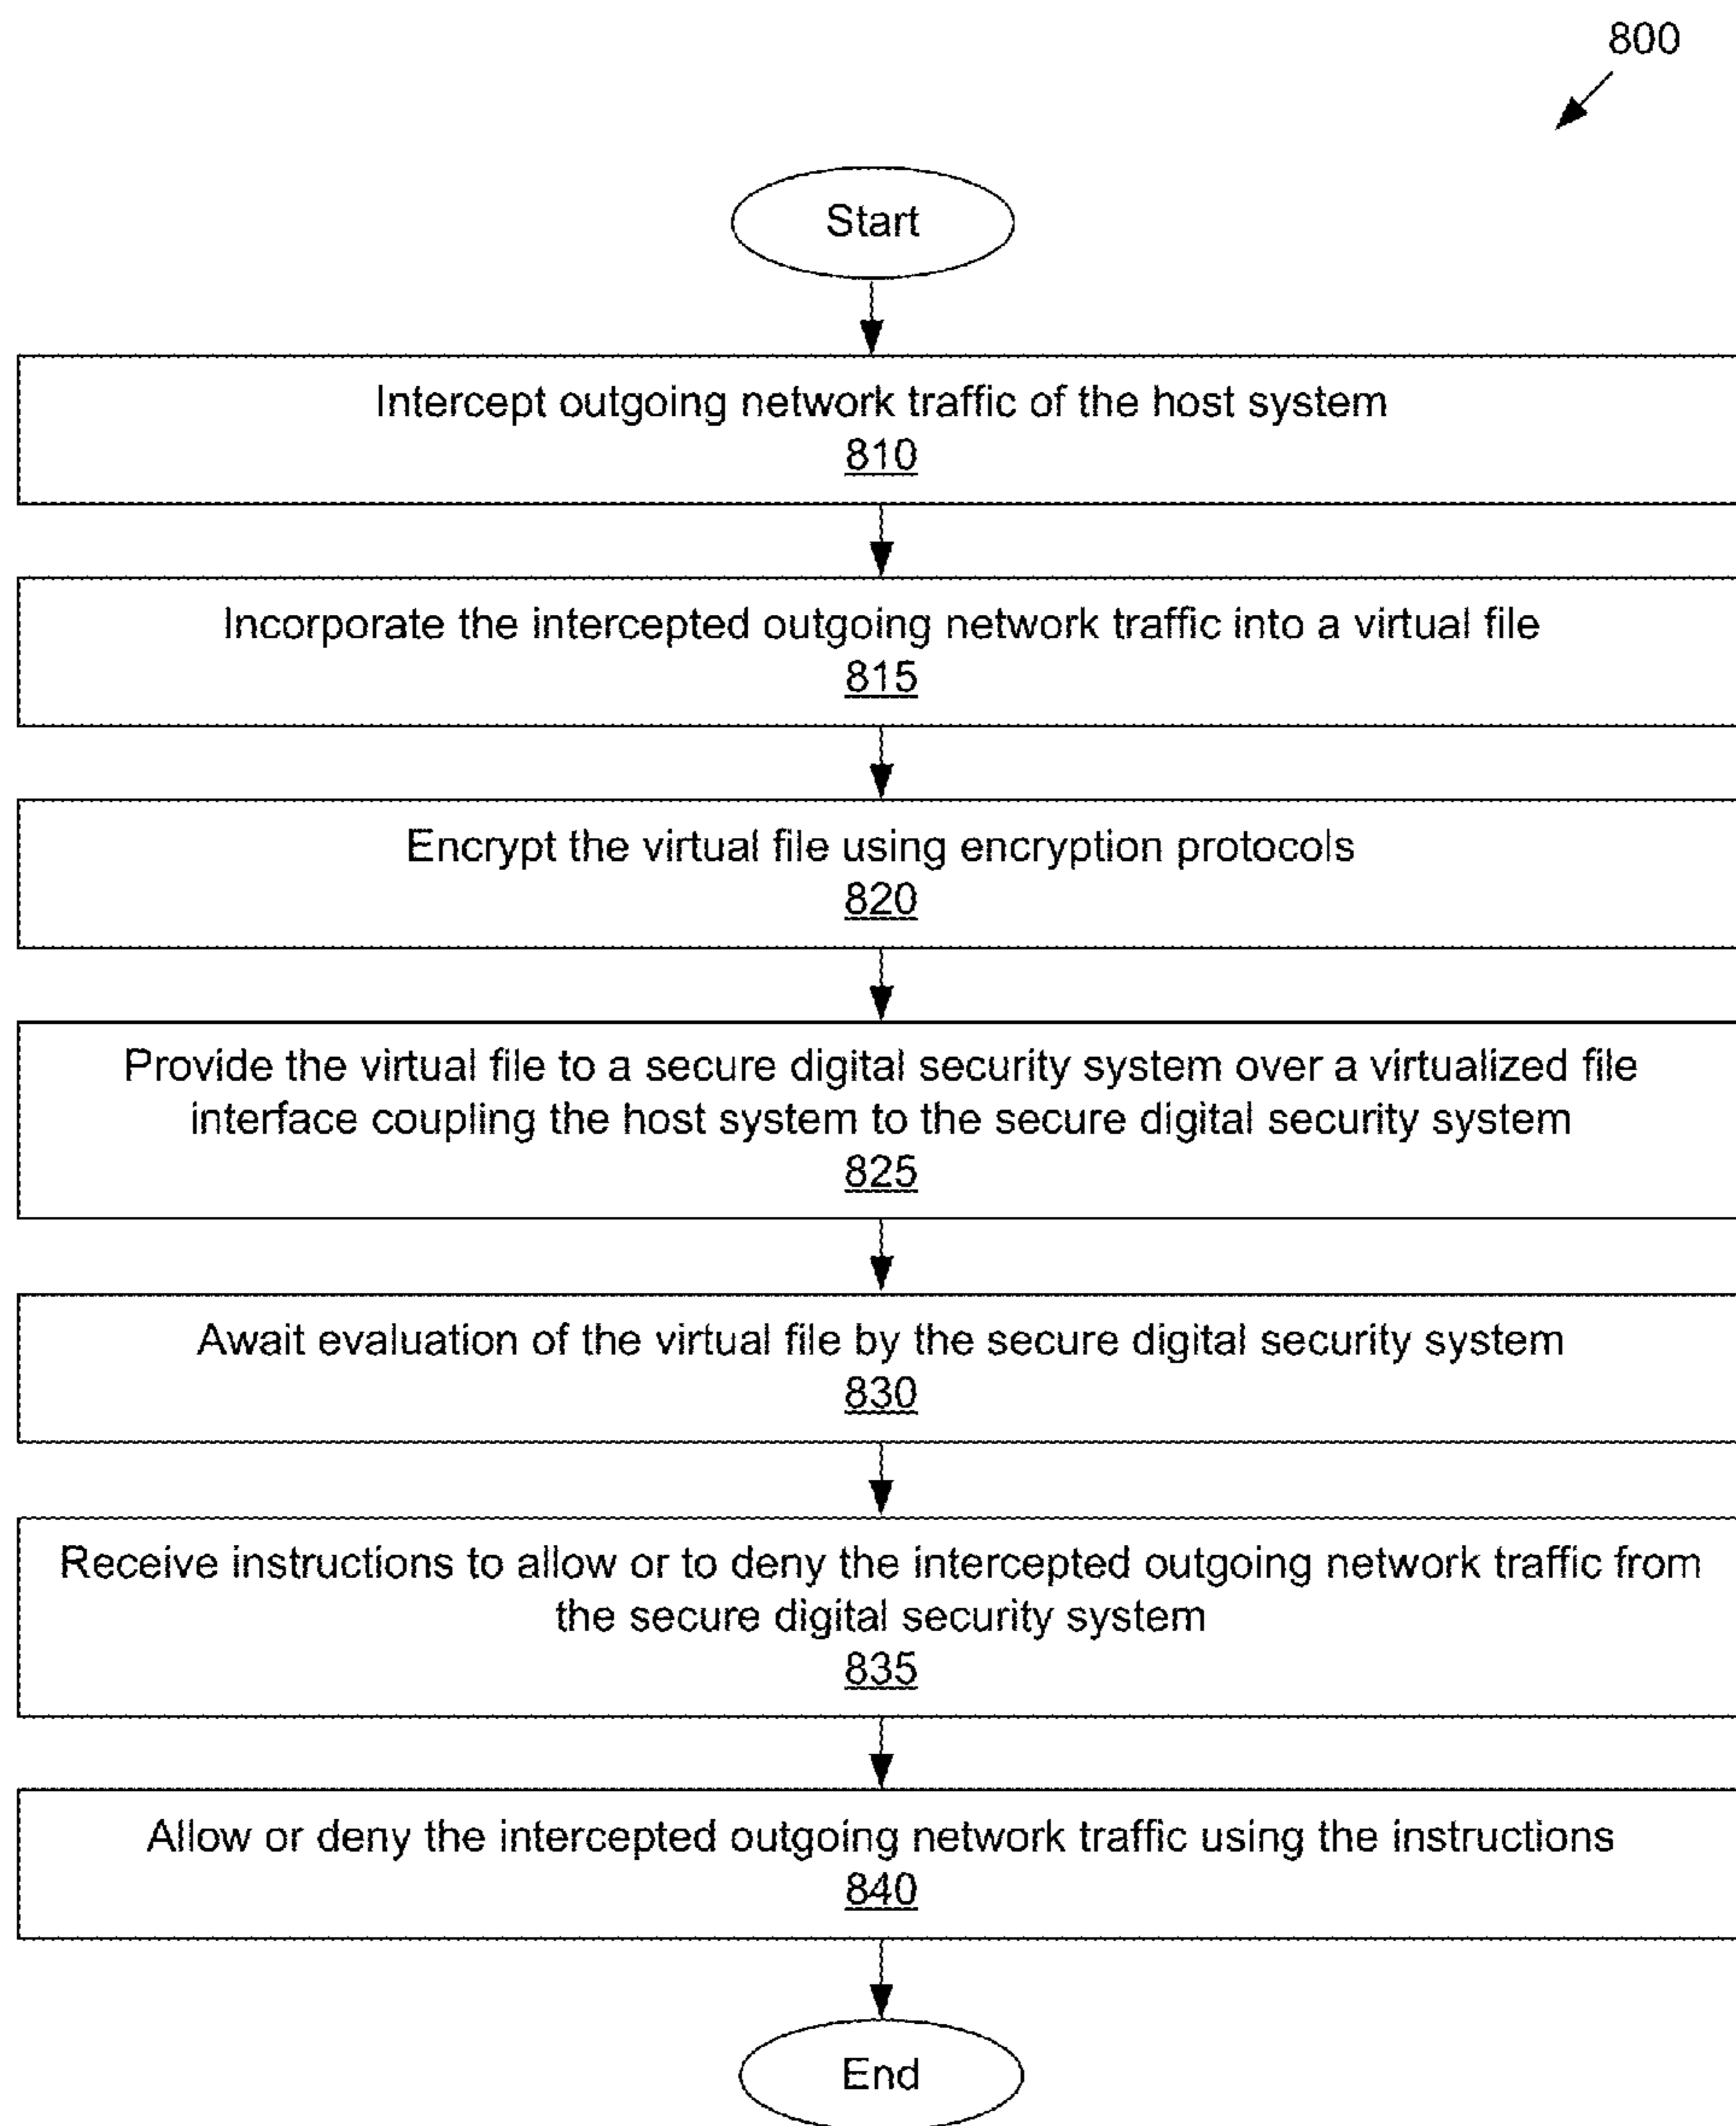 800
Start
Intercept outgoing network traffic of the host system
810
Incorporate the intercepted outgoing network traffic into a virtual file
815
Encrypt the virtual file using encryption protocols
820
Provide the virtual file to a secure digital security system over a virtualized file
interface coupling the host system to the secure digital security system
825
Await evaluation of the virtual file by the secure digital security system
830
Receive instructions to allow or to deny the intercepted outgoing network traffic from
the secure digital security system
835
Allow or deny the intercepted outgoing network traffic using the instructions
840
End